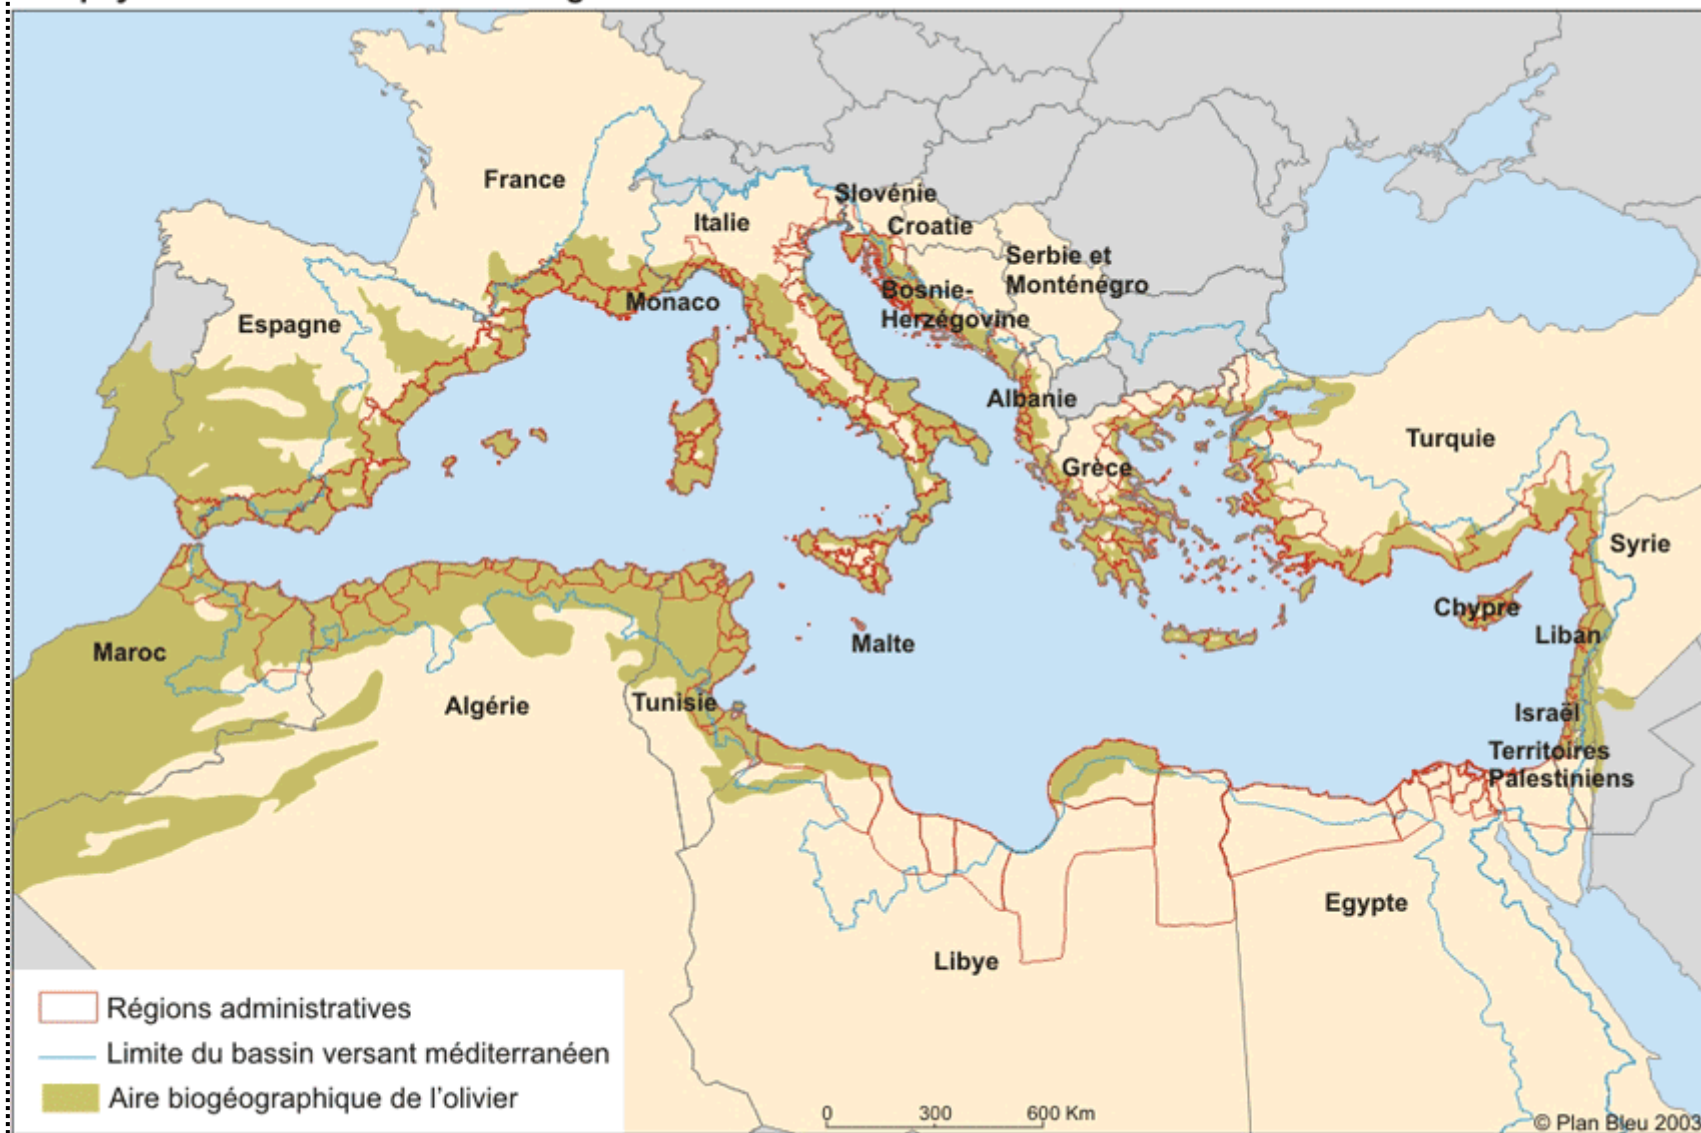 France
Slovénie
Italie
Croatie
Serbie et
Monténégro
Bosnie-
Herzégovine
Monaco
Espagne
Albanie
Turquie
Grèce
Syrie
Chypre
Liban
Malte
Maroc
Algérie
Tunisie
Israël
Territoires
Palestiniens
Egypte
Libye
Régions administratives
Limite du bassin versant méditerranéen
Aire biogéographique de l'olivier
0 300 600 Km
© Plan Bleu 2003